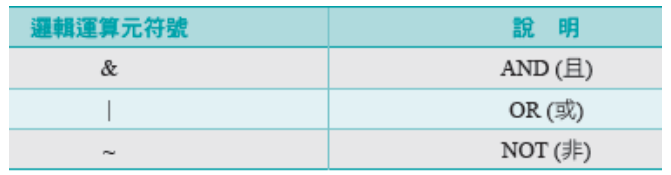 邏輯運算元符號 說 明
& AND (且)
| OR (或)
~ NOT (非)